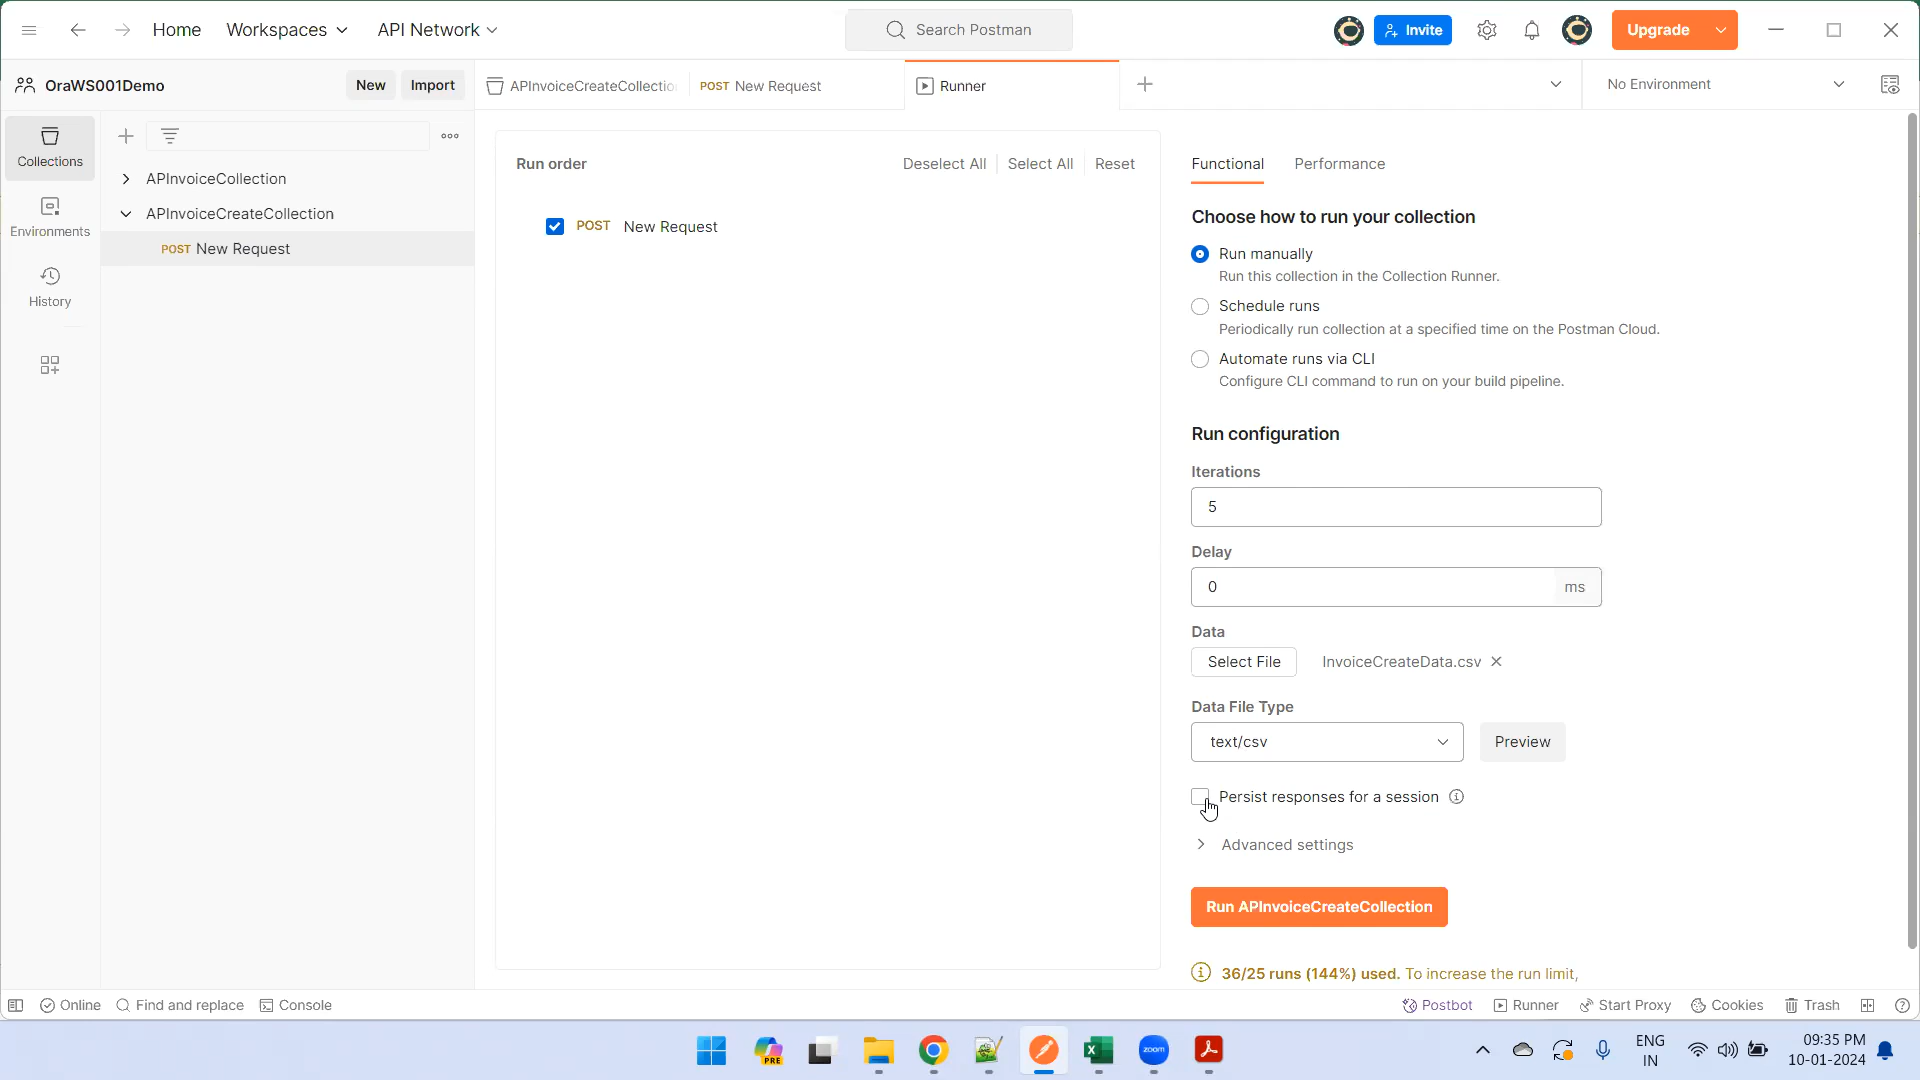 Home
Workspaces
API Network
Search Postman
Invite
Upgrade
OraWS001Demo
New
Import
APInvoiceCreateCollectio
POST New Request
Runner
No Environment
Collections
Environments
History
APInvoiceCollection
APInvoiceCreateCollection
POST New Request
Run order
Deselect All
Select All
Reset
POST New Request
Functional
Performance
Choose how to run your collection
Run manually
Run this collection in the Collection Runner.
Schedule runs
Periodically run collection at a specified time on the Postman Cloud.
Automate runs via CLI
Configure CLI command to run on your build pipeline.
Run configuration
Iterations
5
Delay
0 ms
Data
Select File
InvoiceCreateData.csv
Data File Type
text/csv
Preview
Persist responses for a session
Advanced settings
Run APInvoiceCreateCollection
36/25 runs (144%) used. To increase the run limit,
Online
Find and replace
Console
Postbot
Runner
Start Proxy
Cookies
Trash
PRE
zoom
ENG
IN
09:35 PM
10-01-2024